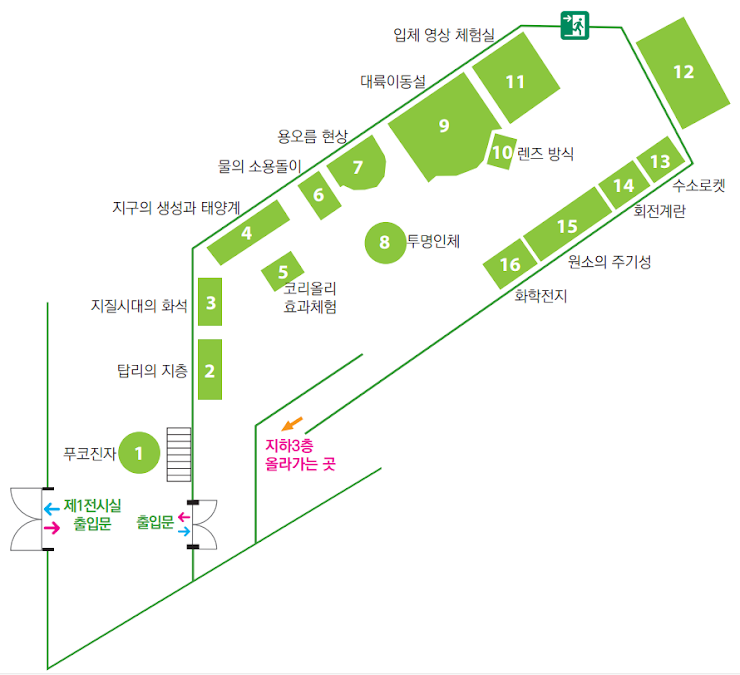 입체 영상 체험실
대륙이동설
용오름 현상
물의 소용돌이
지구의 생성과 태양계
지질시대의 화석
탑리의 지층
푸코진자
제1전시실
출입문
출입문
코리올리
효과체험
투명인체
렌즈 방식
수소로켓
회전계란
원소의 주기성
화학전지
지하3층
올라가는 곳
1
2
3
4
5
6
7
8
9
10
11
12
13
14
15
16